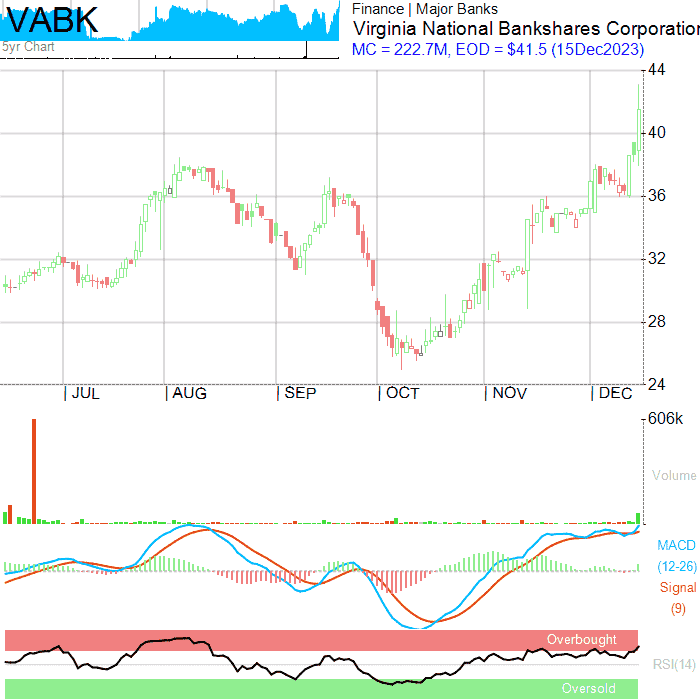 VABK
5yr Chart
Finance | Major Banks
Virginia National Bankshares Corporation
MC = 222.7M, EOD = $41.5 (15Dec2023)
44
40
36
32
28
24
JUL AUG SEP OCT NOV DEC
606k
Volume
MACD
(12-26)
Signal
(9)
Overbought
RSI(14)
Oversold